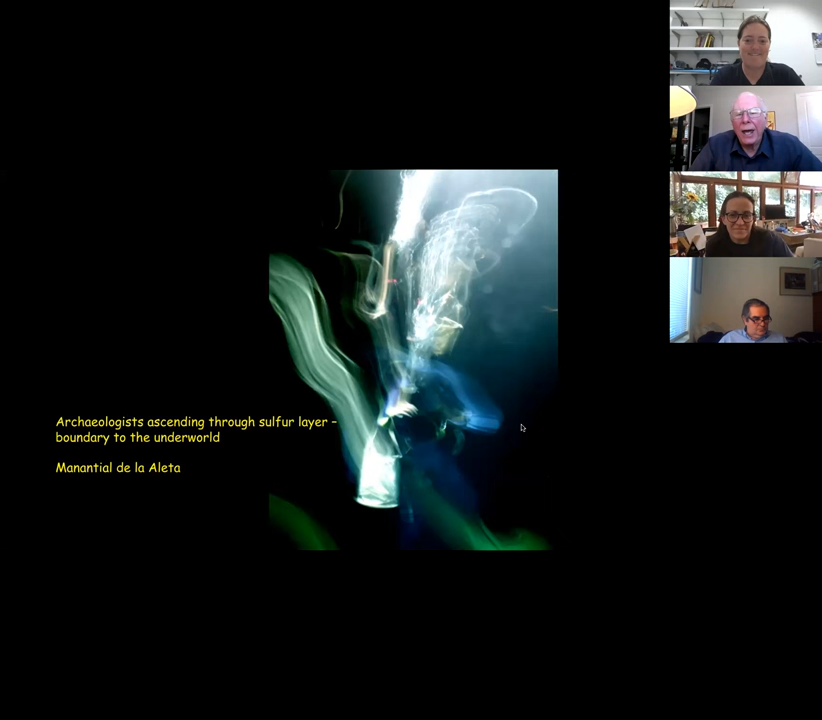 Archaeologists ascending through sulfur layer –
boundary to the underworld
Manantial de la Aleta